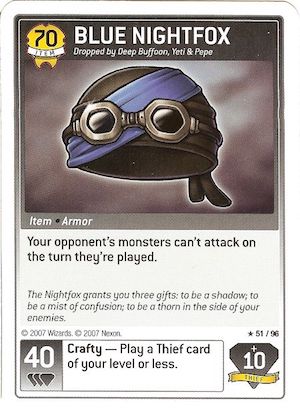 70
ITEM
BLUE NIGHTFOX
Dropped by Deep Buffoon, Yeti & Pepe
Item • Armor
Your opponent's monsters can't attack on
the turn they're played.
The Nightfox grants you three gifts: to be a shadow; to
be a mist of confusion; to be a thorn in the side of your
enemies.
© 2007 Wizards. © 2007 Nexon.
★ 51 / 96
40
Crafty — Play a Thief card
of your level or less.
+10
THIEF